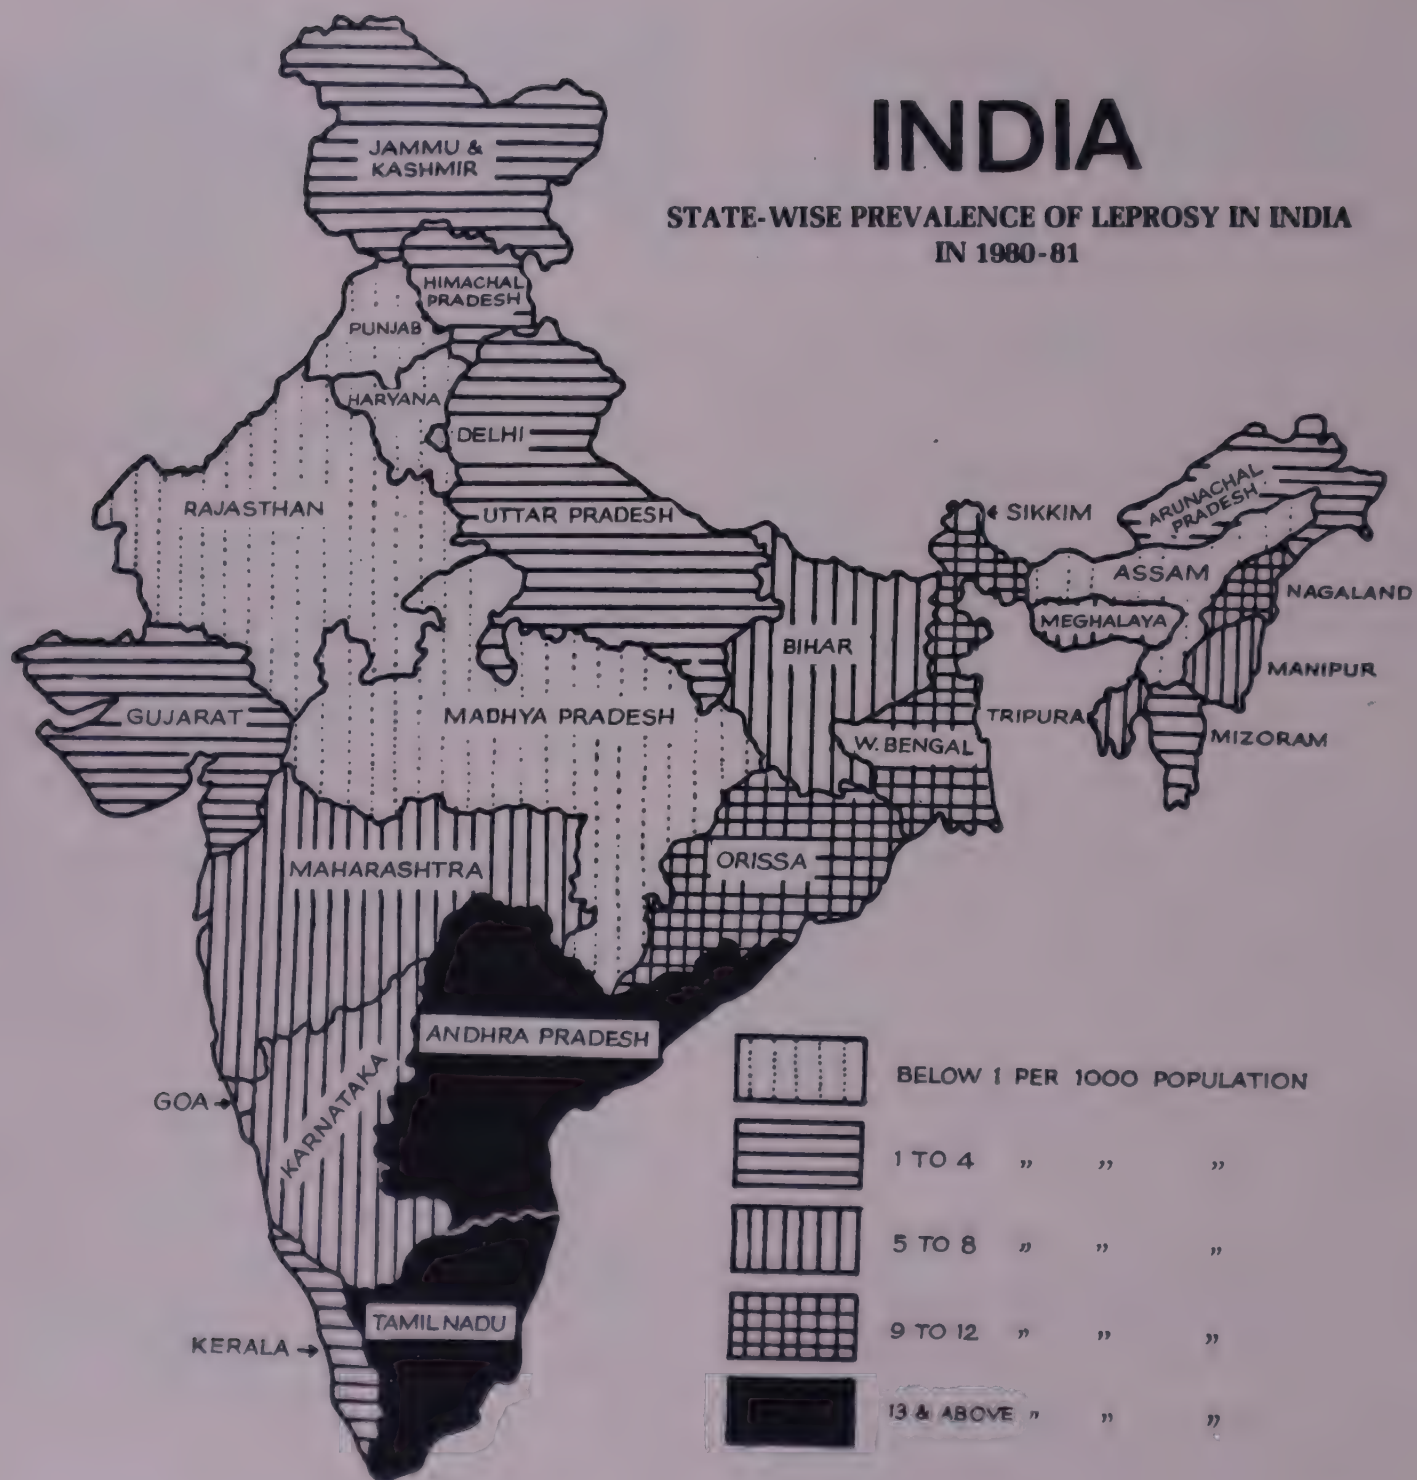 INDIA
STATE-WISE PREVALENCE OF LEPROSY IN INDIA
IN 1980-81
JAMMU &
KASHMIR
HIMACHAL
PRADESH
PUNJAB
HARYANA
DELHI
RAJASTHAN
UTTAR PRADESH
SIKKIM
ARUNACHAL
PRADESH
ASSAM
NAGALAND
MEGHALAYA
BIHAR
MANIPUR
GUJARAT
MADHYA PRADESH
TRIPURA
W. BENGAL
MIZORAM
MAHARASHTRA
ORISSA
ANDHRA PRADESH
GOA
KARNATAKA
TAMIL NADU
KERALA
BELOW 1 PER 1000 POPULATION
1 TO 4 " " "
5 TO 8 " " "
9 TO 12 " " "
13 & ABOVE " " "